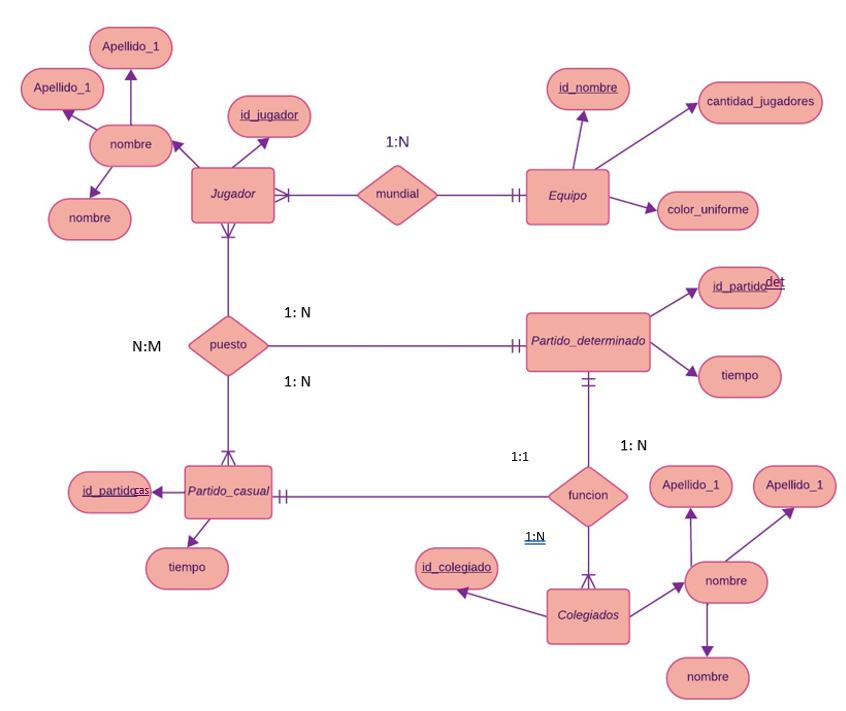 Apellido_1
Apellido_1
nombre
nombre
id_jugador
Jugador
1:N
mundial
id_nombre
cantidad_jugadores
Equipo
color_uniforme
id_partidodet
Partido_determinado
tiempo
1: N
N:M
puesto
1: N
1:1
1: N
id_partidocas
Partido_casual
tiempo
funcion
1:N
Apellido_1
Apellido_1
id_colegiado
nombre
Colegiados
nombre